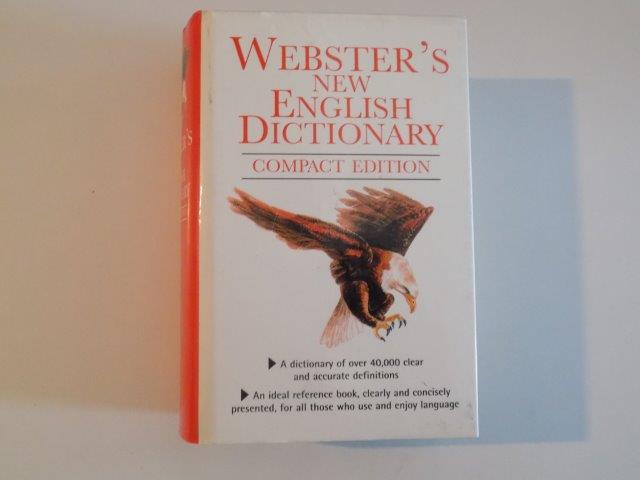 WEBSTER'S
NEW
ENGLISH
DICTIONARY
COMPACT EDITION
▶ A dictionary of over 40,000 clear
and accurate definitions
▶ An ideal reference book, clearly and concisely
presented, for all those who use and enjoy language